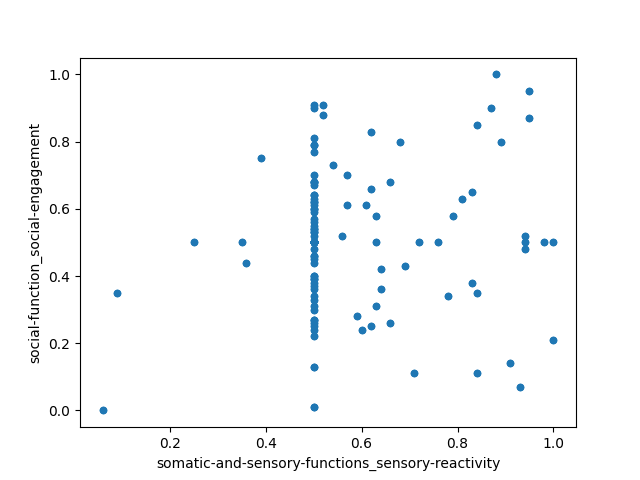 1.0
0.8
0.6
0.4
0.2
0.0
social-function_social-engagement
0.2 0.4 0.6 0.8 1.0
somatic-and-sensory-functions_sensory-reactivity